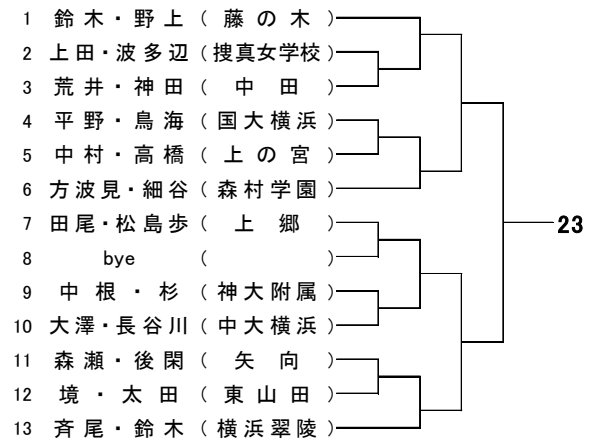 1 鈴木・野上 ( 藤の木 )
2 上田・波多辺 ( 捜真女学校 )
3 荒井・神田 ( 中田 )
4 平野・鳥海 ( 国大横浜 )
5 中村・高橋 ( 上の宮 )
6 方波見・細谷 ( 森村学園 )
7 田尾・松島歩 ( 上郷 )
23
8 bye ( )
9 中根・杉 ( 神大附属 )
10 大澤・長谷川 ( 中大横浜 )
11 森瀬・後閑 ( 矢向 )
12 境・太田 ( 東山田 )
13 斉尾・鈴木 ( 横浜翠陵 )